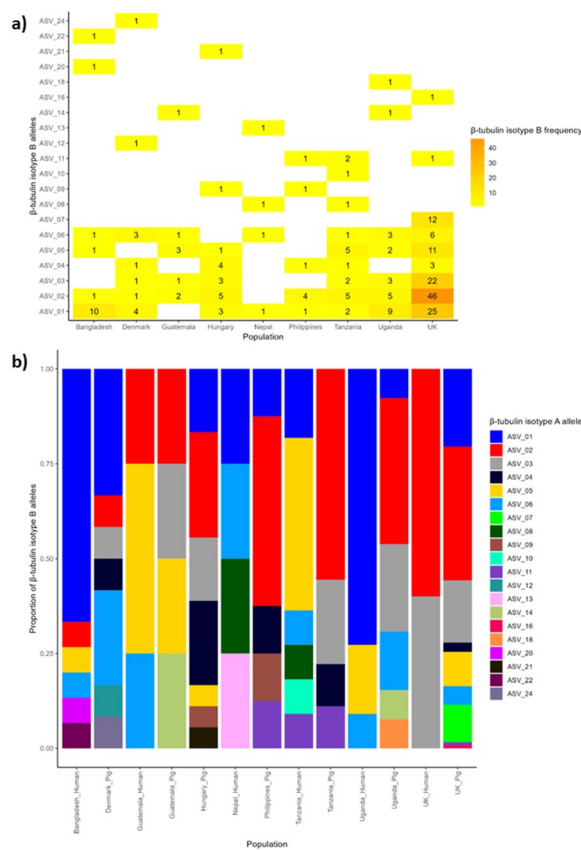 a)
β-tubulin isotype B alleles
ASV_24 1
ASV_22 1
ASV_21 1
ASV_20 1
ASV_18 1
ASV_16 1
ASV_14 1 1
ASV_13 1
ASV_12 1
ASV_11 1 2 1
ASV_10 1
ASV_09 1 1
ASV_08 1 1
ASV_07 12
ASV_06 1 3 1 1 1 3 6
ASV_05 1 3 1 5 2 11
ASV_04 1 4 1 1 3
ASV_03 1 1 3 2 3 22
ASV_02 1 1 2 5 4 5 5 46
ASV_01 10 4 3 1 1 2 9 25
Bangladesh Denmark Guatemala Hungary Nepal Philippines Tanzania Uganda UK
Population
β-tubulin isotype B frequency
40
30
20
10
b)
Proportion of β-tubulin isotype B alleles
1.00
0.75
0.50
0.25
0.00
Bangladesh_Human
Denmark_Pig
Guatemala_Human
Guatemala_Pig
Hungary_Pig
Nepal_Human
Philippines_Pig
Tanzania_Human
Tanzania_Pig
Uganda_Human
Uganda_Pig
UK_Human
UK_Pig
Population
β-tubulin isotype A allele
ASV_01
ASV_02
ASV_03
ASV_04
ASV_05
ASV_06
ASV_07
ASV_08
ASV_09
ASV_10
ASV_11
ASV_12
ASV_13
ASV_14
ASV_16
ASV_18
ASV_20
ASV_21
ASV_22
ASV_24